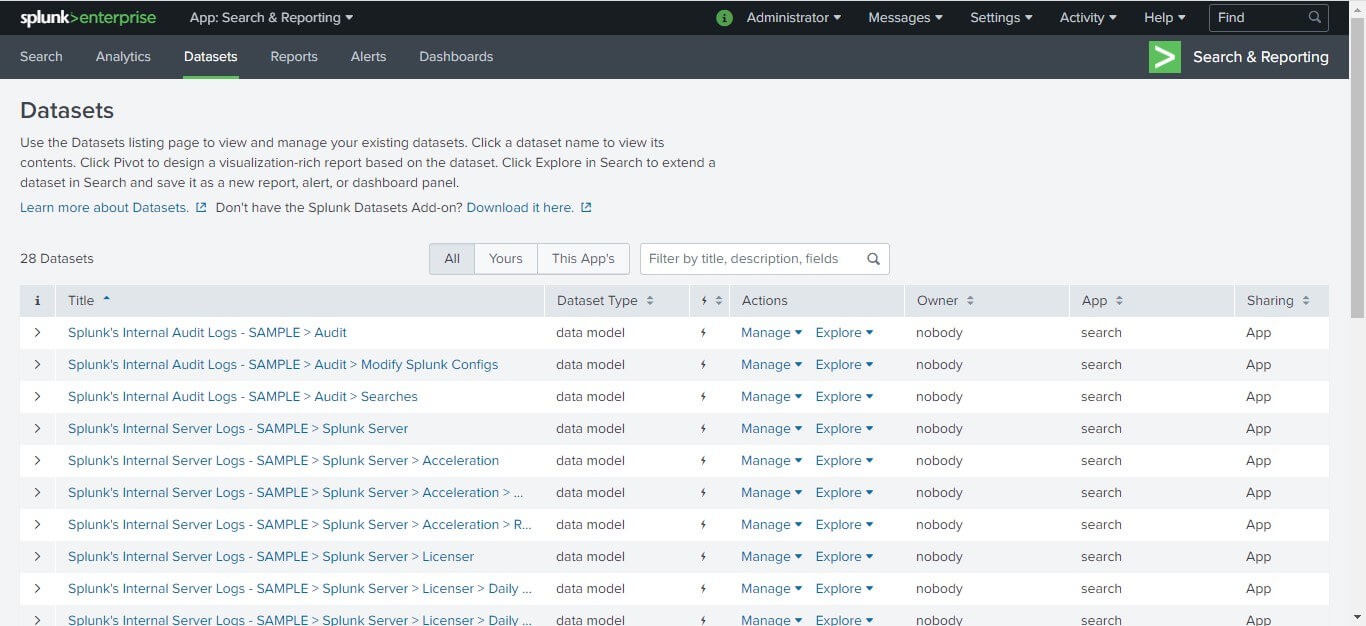 splunk>enterprise App: Search & Reporting Administrator Messages Settings Activity Help Find
Search Analytics Datasets Reports Alerts Dashboards Search & Reporting
Datasets
Use the Datasets listing page to view and manage your existing datasets. Click a dataset name to view its
contents. Click Pivot to design a visualization-rich report based on the dataset. Click Explore in Search to extend a
dataset in Search and save it as a new report, alert, or dashboard panel.
Learn more about Datasets. Don't have the Splunk Datasets Add-on? Download it here.
28 Datasets All Yours This App's Filter by title, description, fields
i Title Dataset Type Actions Owner App Sharing
> Splunk's Internal Audit Logs - SAMPLE > Audit data model Manage Explore nobody search App
> Splunk's Internal Audit Logs - SAMPLE > Audit > Modify Splunk Configs data model Manage Explore nobody search App
> Splunk's Internal Audit Logs - SAMPLE > Audit > Searches data model Manage Explore nobody search App
> Splunk's Internal Server Logs - SAMPLE > Splunk Server data model Manage Explore nobody search App
> Splunk's Internal Server Logs - SAMPLE > Splunk Server > Acceleration data model Manage Explore nobody search App
> Splunk's Internal Server Logs - SAMPLE > Splunk Server > Acceleration > ... data model Manage Explore nobody search App
> Splunk's Internal Server Logs - SAMPLE > Splunk Server > Acceleration > R... data model Manage Explore nobody search App
> Splunk's Internal Server Logs - SAMPLE > Splunk Server > Licenser data model Manage Explore nobody search App
> Splunk's Internal Server Logs - SAMPLE > Splunk Server > Licenser > Daily ... data model Manage Explore nobody search App
> Splunk's Internal Server Logs - SAMPLE > Splunk Server > Licenser > Daily ... data model Manage Explore nobody search App